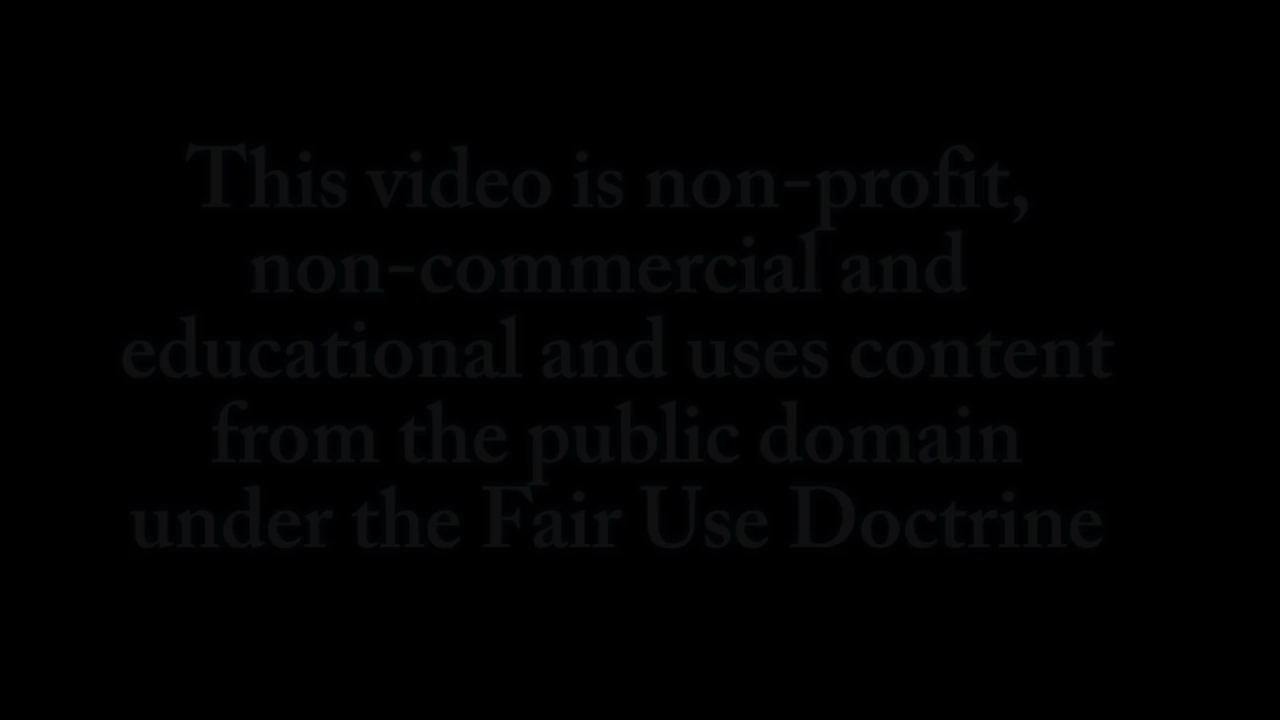 This video is non-profit,
non-commercial and
educational and uses content
from the public domain
under the Fair Use Doctrine